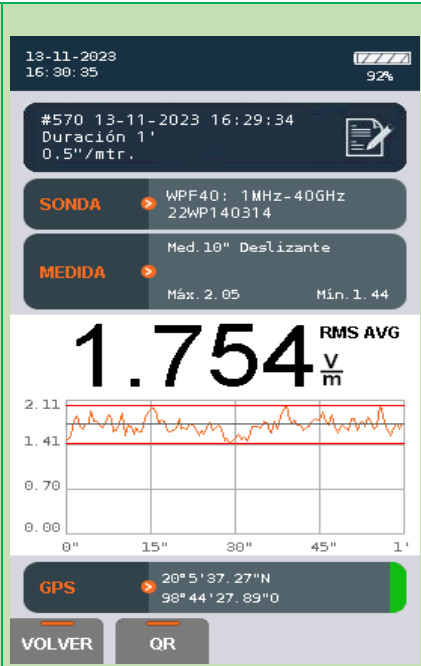 13-11-2023
16:30:35
92%
#570 13-11-2023 16:29:34
Duración 1'
0.5"/mtr.
SONDA
WPF40: 1MHz-40GHz
22WP140314
MEDIDA
Med.10" Deslizante
Máx.2.05 Mín.1.44
1.754 RMS AVG V/m
2.11
1.41
0.70
0.00
0" 15" 30" 45" 1'
GPS
20°5'37.27"N
98°44'27.89"O
VOLVER QR